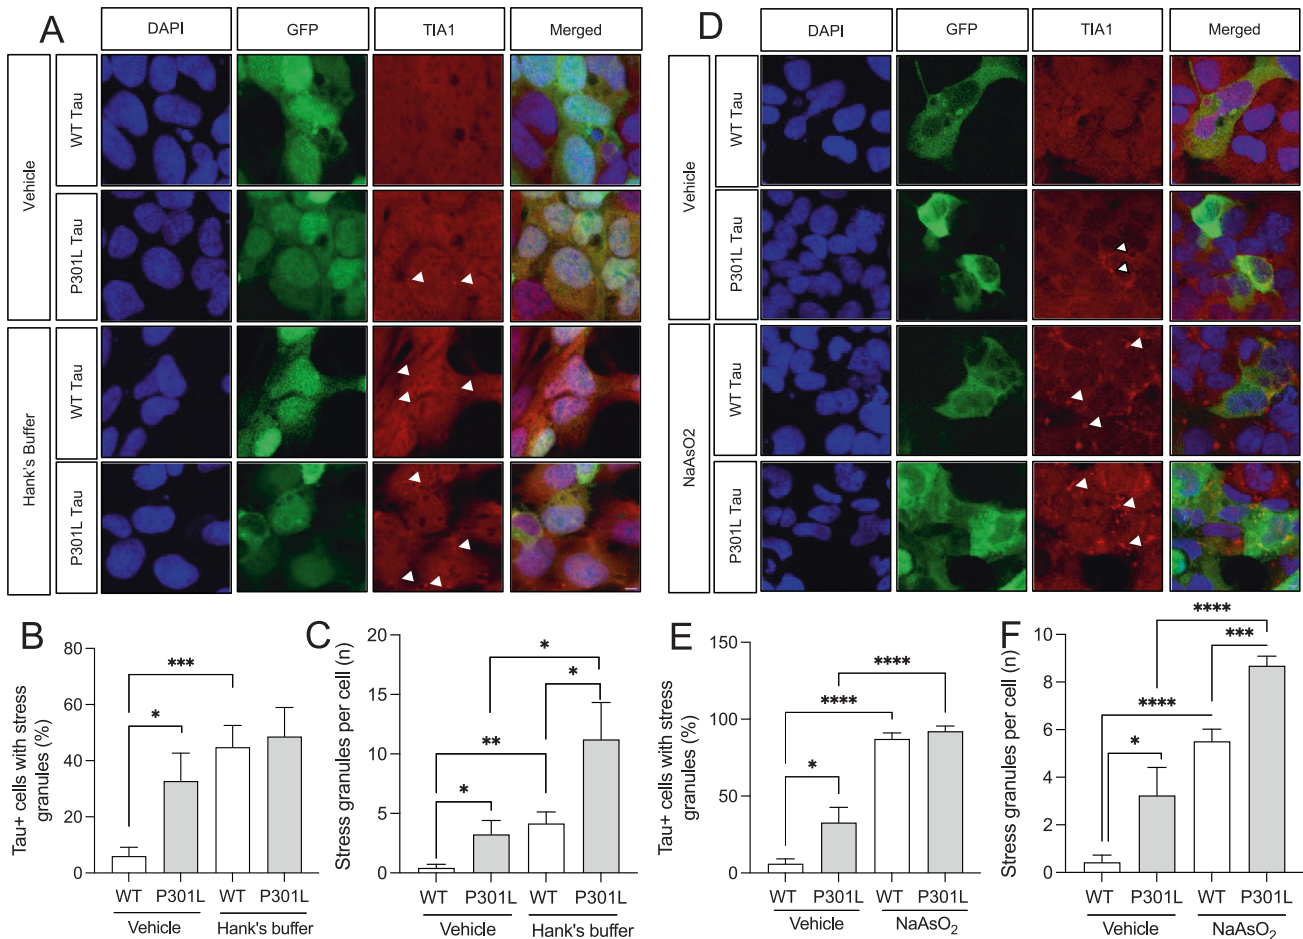 A
DAPI
GFP
TIA1
Merged
Vehicle
WT Tau
P301L Tau
Hank's Buffer
WT Tau
P301L Tau
D
DAPI
GFP
TIA1
Merged
Vehicle
WT Tau
P301L Tau
NaAsO2
WT Tau
P301L Tau
B
Tau+ cells with stress
granules (%)
80
60
40
20
0
***
*
WT
P301L
WT
P301L
Vehicle
Hank's buffer
C
Stress granules per cell (n)
20
15
10
5
0
*
*
**
*
WT
P301L
WT
P301L
Vehicle
Hank's buffer
E
Tau+ cells with stress
granules (%)
150
100
50
0
****
****
*
WT
P301L
WT
P301L
Vehicle
NaAsO₂
F
Stress granules per cell (n)
10
8
6
4
2
0
****
***
****
*
WT
P301L
WT
P301L
Vehicle
NaAsO₂